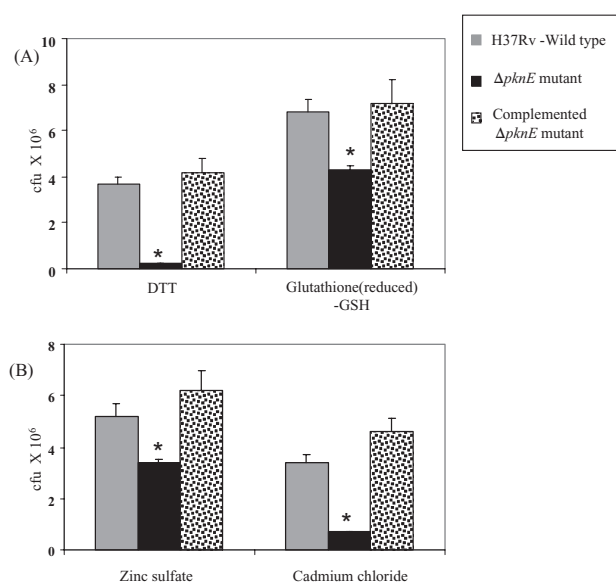 (A)
cfu X 10⁶
10
8
6
4
2
0
*
*
DTT
Glutathione(reduced)
-GSH
H37Rv -Wild type
ΔpknE mutant
Complemented
ΔpknE mutant
(B)
cfu X 10⁶
8
6
4
2
0
*
*
Zinc sulfate
Cadmium chloride